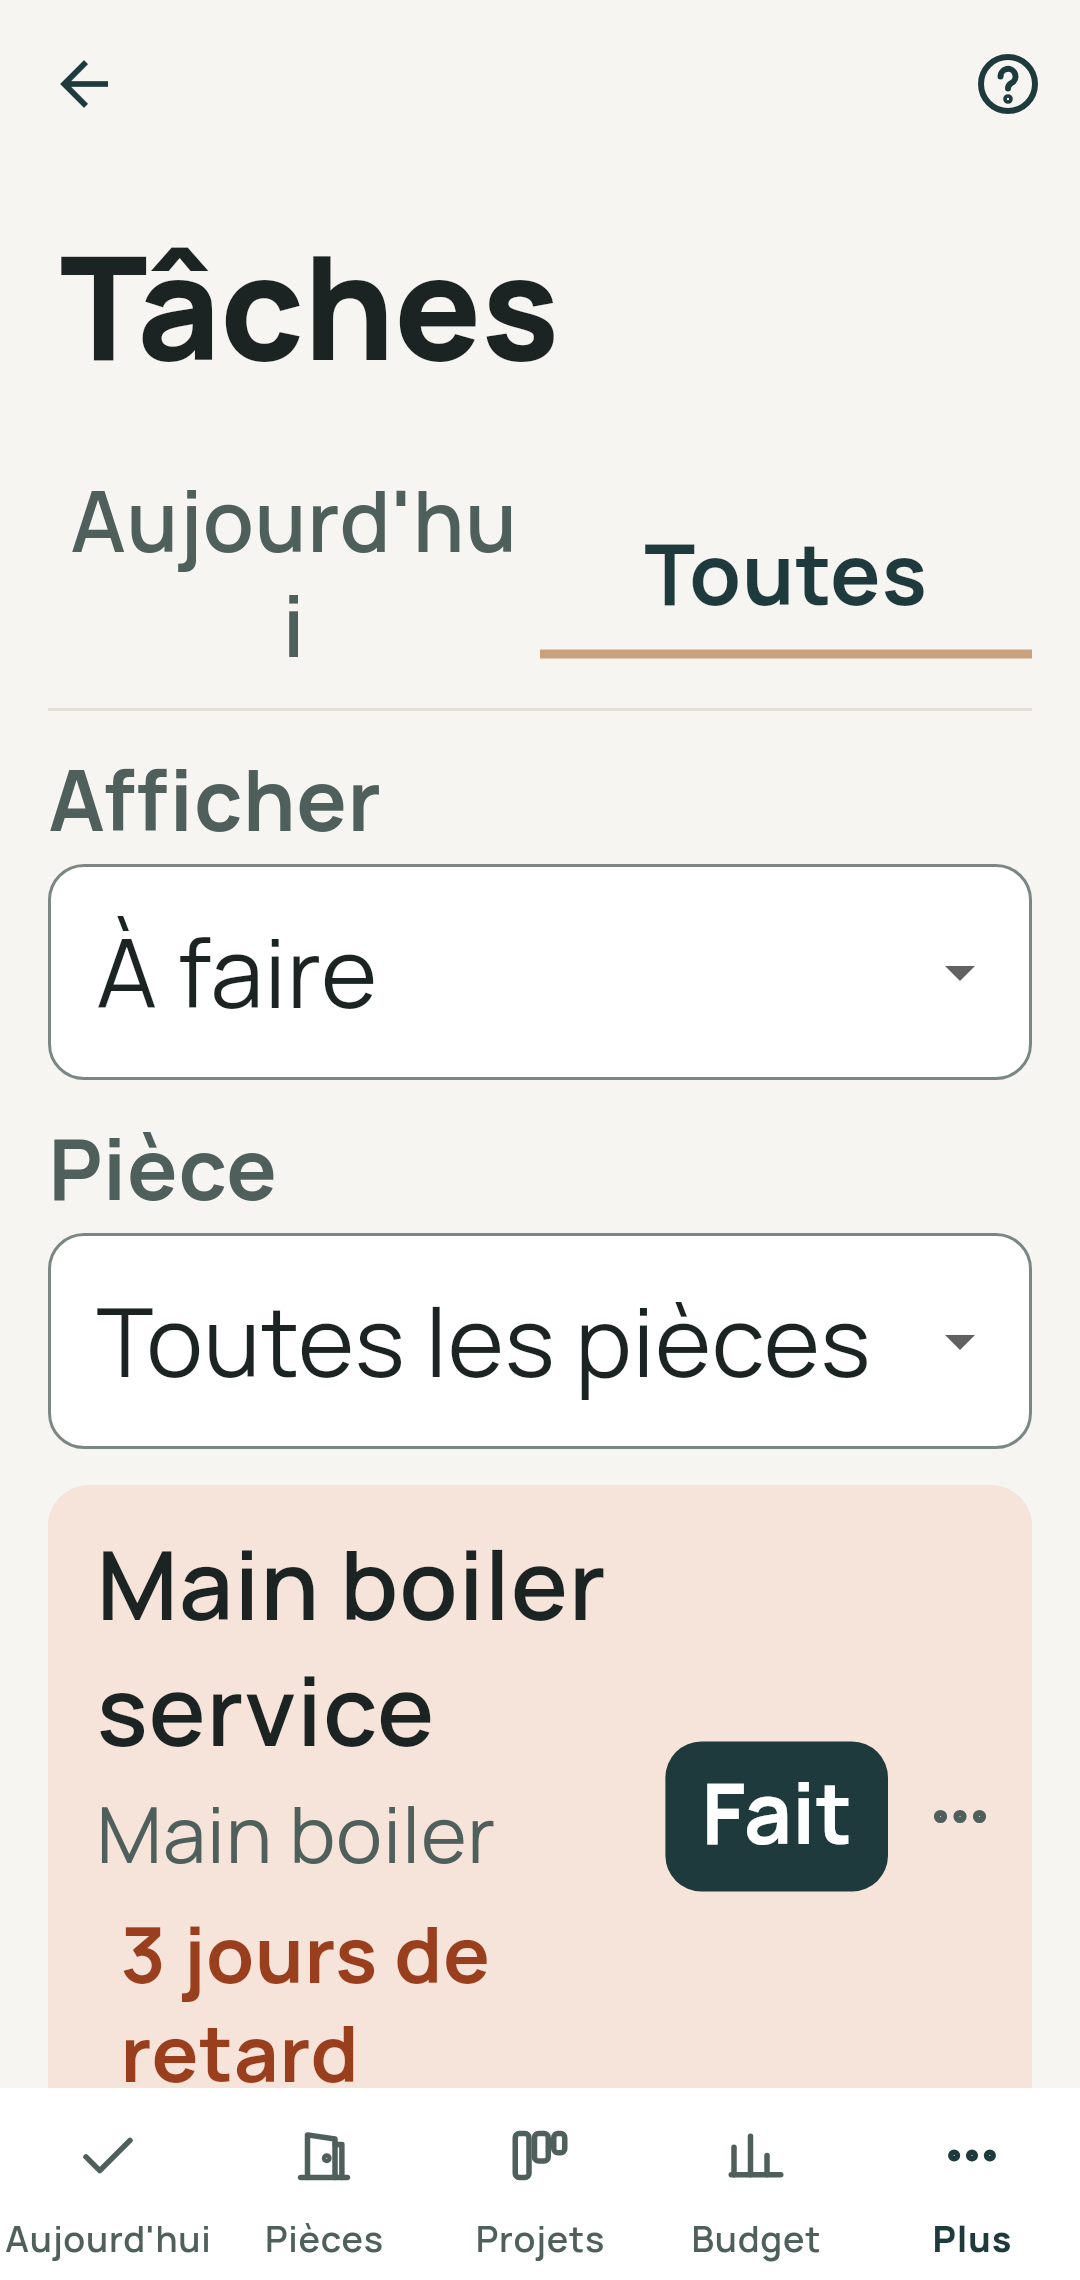 Tâches
Aujourd'hu
i
Toutes
Afficher
À faire
Pièce
Toutes les pièces
Main boiler
service
Main boiler
Fait
3 jours de
retard
Aujourd'hui
Pièces
Projets
Budget
Plus